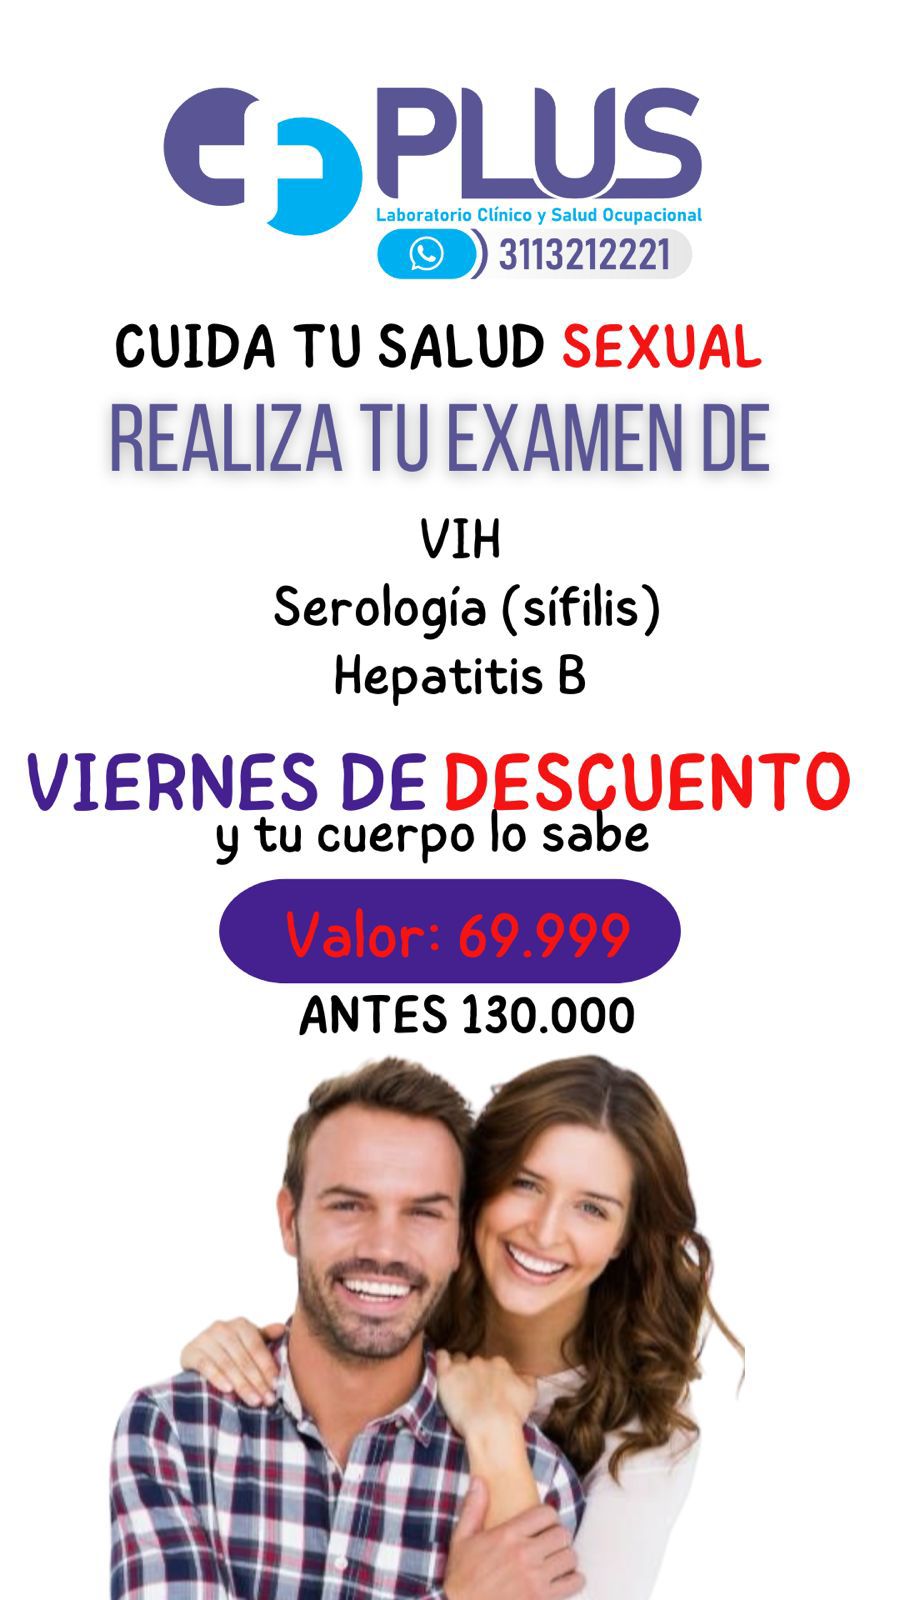 PLUS
Laboratorio Clínico y Salud Ocupacional
3113212221
CUIDA TU SALUD SEXUAL
REALIZA TU EXAMEN DE
VIH
Serología (sífilis)
Hepatitis B
VIERNES DE DESCUENTO
y tu cuerpo lo sabe
Valor: 69.999
ANTES 130.000